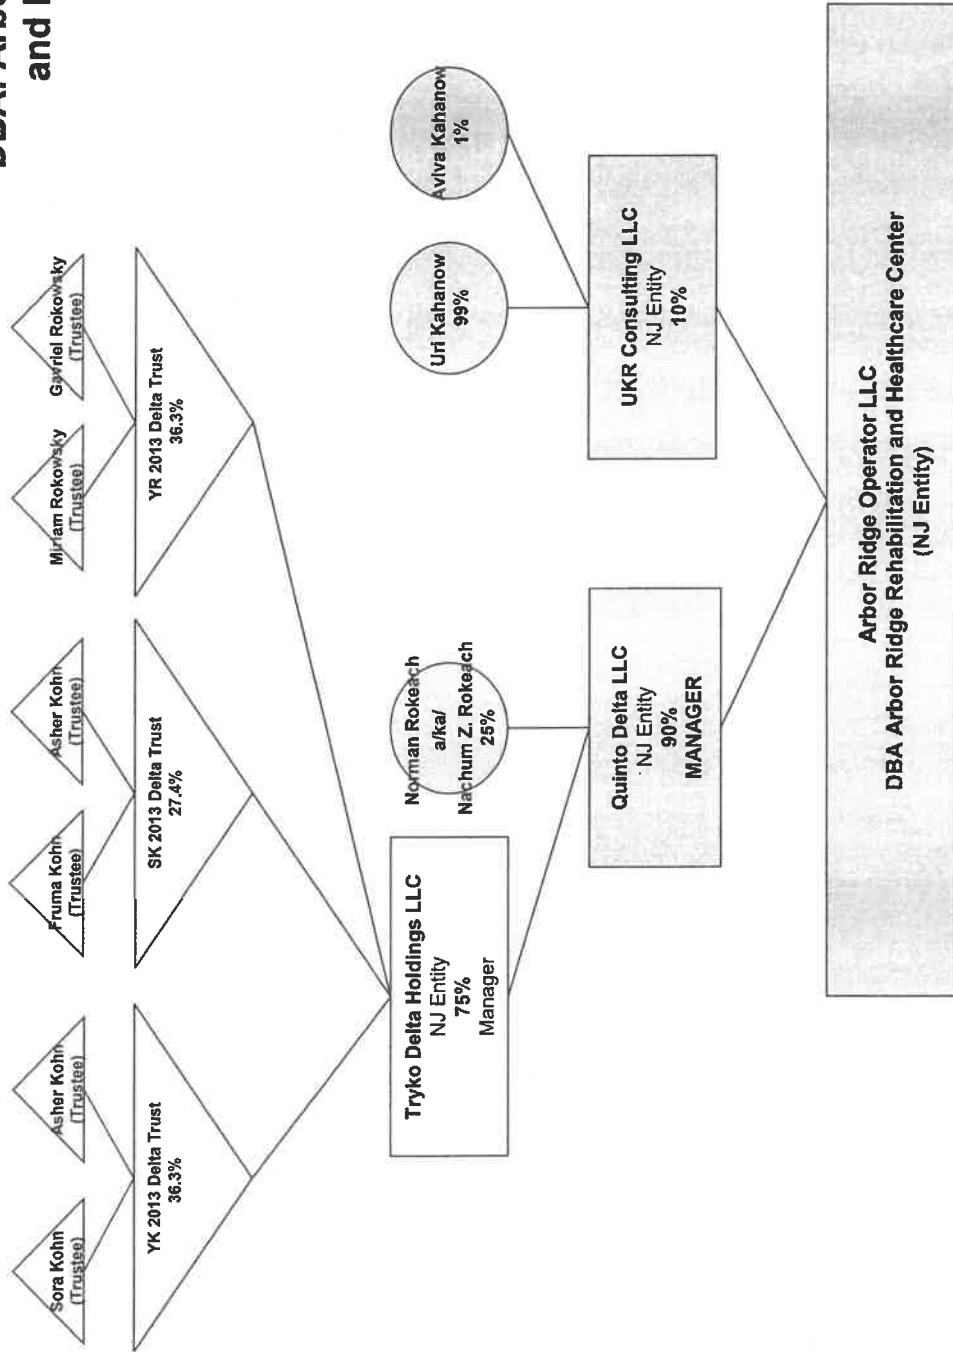 and
Sora Kohn
(Trustee)
Asher Kohn
(Trustee)
Fruma Kohn
(Trustee)
Asher Kohn
(Trustee)
Miriam Rokowsky
(Trustee)
Gavriel Rokowsky
(Trustee)
YK 2013 Delta Trust
36.3%
SK 2013 Delta Trust
27.4%
YR 2013 Delta Trust
36.3%
Tryko Delta Holdings LLC
NJ Entity
75%
Manager
Norman Rokeach
a/ka/
Nachum Z. Rokeach
25%
Uri Kahanow
99%
Aviva Kahanow
1%
Quinto Delta LLC
NJ Entity
90%
MANAGER
UKR Consulting LLC
NJ Entity
10%
Arbor Ridge Operator LLC
DBA Arbor Ridge Rehabilitation and Healthcare Center
(NJ Entity)